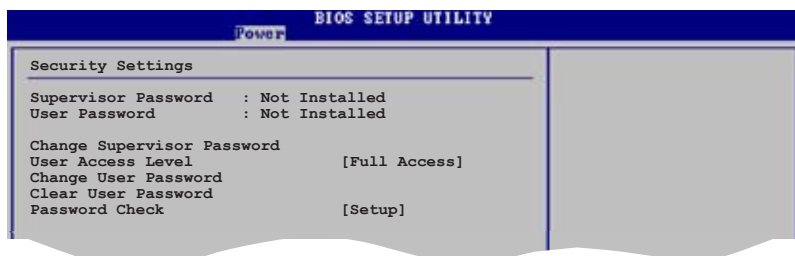 BIOS SETUP UTILITY
Power
Security Settings
Supervisor Password : Not Installed
User Password : Not Installed
Change Supervisor Password
User Access Level [Full Access]
Change User Password
Clear User Password
Password Check [Setup]